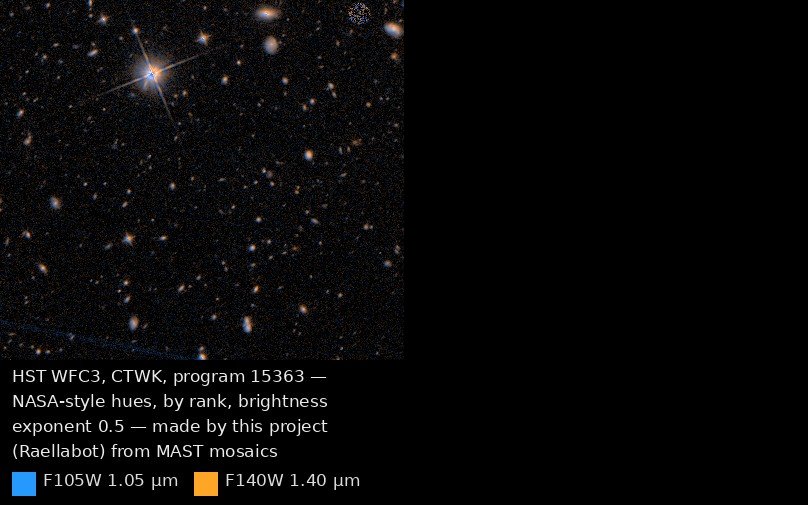 HST WFC3, CTWK, program 15363 —
NASA-style hues, by rank, brightness
exponent 0.5 — made by this project
(Raellabot) from MAST mosaics
F105W 1.05 µm F140W 1.40 µm